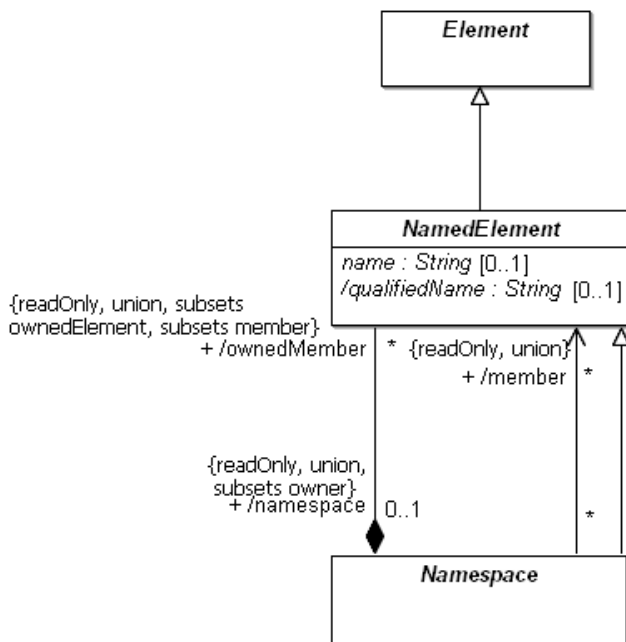 Element
NamedElement
name : String [0..1]
/qualifiedName : String [0..1]
{readOnly, union, subsets
ownedElement, subsets member}
+ /ownedMember
*
{readOnly, union}
+ /member
*
{readOnly, union,
subsets owner}
+ /namespace
0..1
*
Namespace